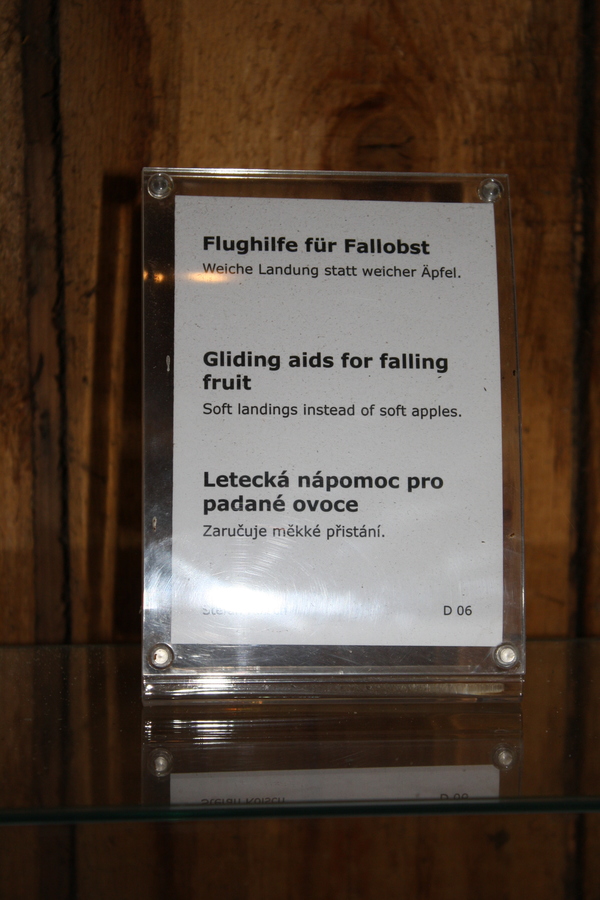 Flughilfe für Fallobst
Weiche Landung statt weicher Äpfel.
Gliding aids for falling
fruit
Soft landings instead of soft apples.
Letecká nápomoc pro
padané ovoce
Zaručuje měkké přistání.
D 06